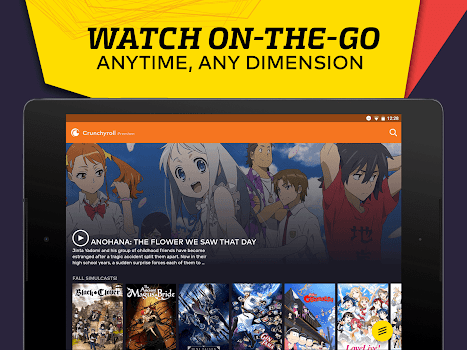 WATCH ON-THE-GO
ANYTIME, ANY DIMENSION
12:28
Crunchyroll Premium
ANOHANA: THE FLOWER WE SAW THAT DAY
Jinta Yadomi and his group of childhood friends have become
estranged after a tragic accident split them apart. Now in their
high school years, a sudden surprise forces each of them to ...
FALL SIMULCASTS!
Black Clover
The Ancient
Magus' Bride
Love Live!